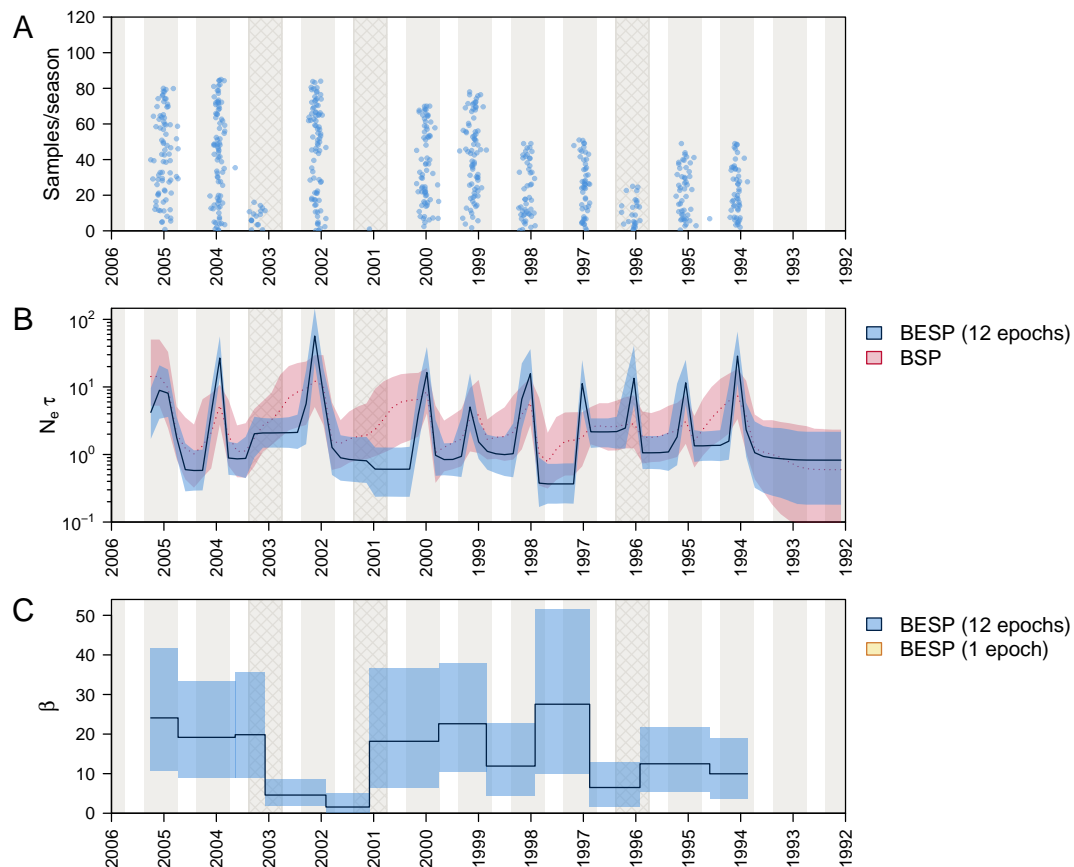 A
Samples/season
120
100
80
60
40
20
0
2006 2005 2004 2003 2002 2001 2000 1999 1998 1997 1996 1995 1994 1993 1992
B
Nₑ τ
10²
10¹
10⁰
10⁻¹
2006 2005 2004 2003 2002 2001 2000 1999 1998 1997 1996 1995 1994 1993 1992
BESP (12 epochs)
BSP
C
β
50
40
30
20
10
0
2006 2005 2004 2003 2002 2001 2000 1999 1998 1997 1996 1995 1994 1993 1992
BESP (12 epochs)
BESP (1 epoch)